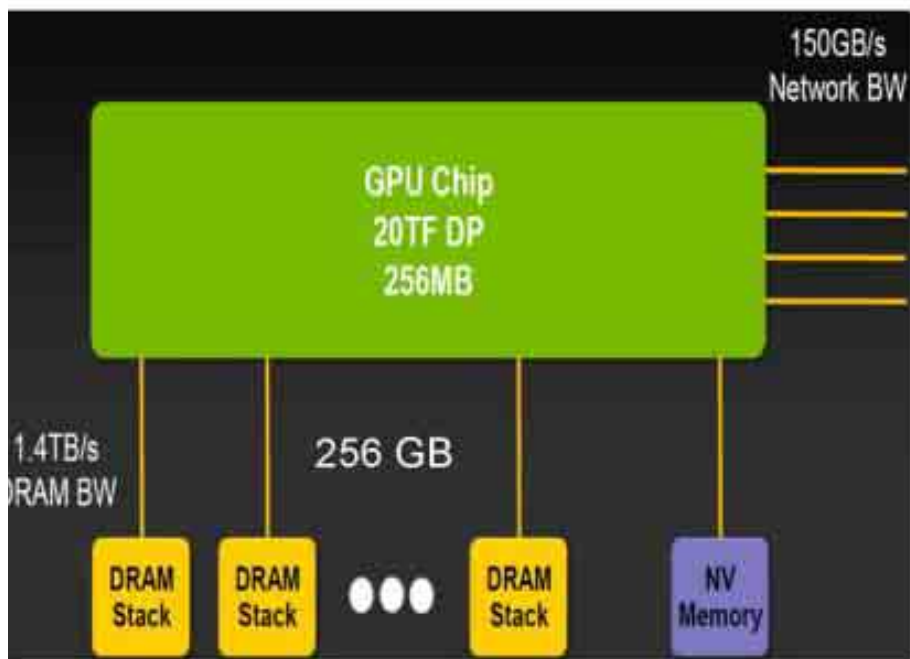 150GB/s
Network BW
GPU Chip
20TF DP
256MB
1.4TB/s
DRAM BW
256 GB
DRAM
Stack
DRAM
Stack
DRAM
Stack
NV
Memory